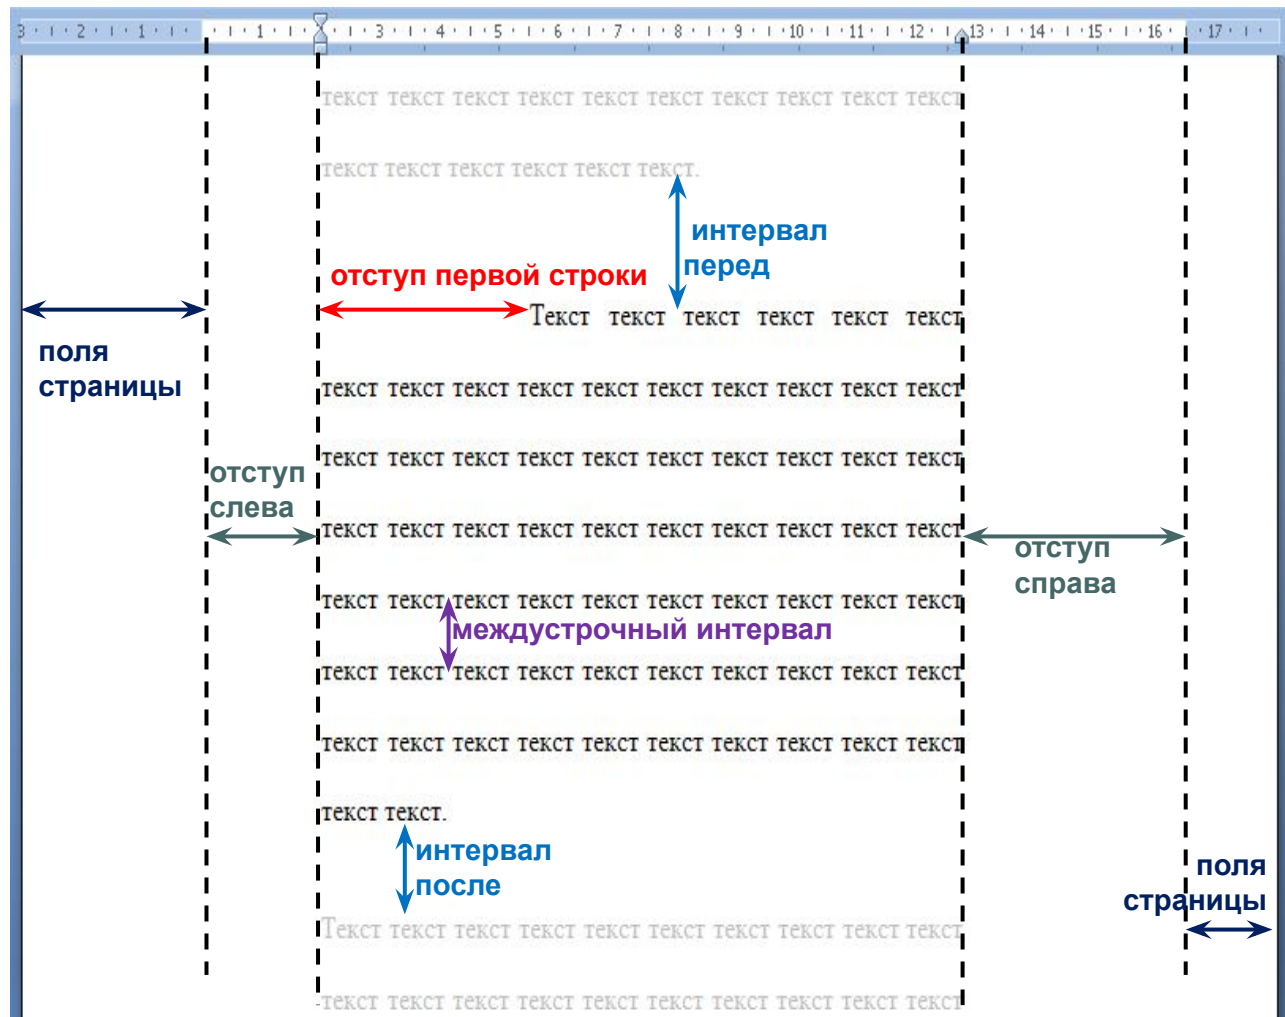 3 2 1 1 3 4 5 6 7 8 9 10 11 12 13 14 15 16 17
текст текст текст текст текст текст текст текст текст текст
текст текст текст текст текст текст.
интервал
перед
отступ первой строки
Текст текст текст текст текст текст
поля
страницы
текст текст текст текст текст текст текст текст текст текст
текст текст текст текст текст текст текст текст текст текст
отступ
слева
текст текст текст текст текст текст текст текст текст текст
отступ
справа
текст текст текст текст текст текст текст текст текст текст
междустрочный интервал
текст текст текст текст текст текст текст текст текст текст
текст текст текст текст текст текст текст текст текст текст
текст текст.
интервал
после
поля
страницы
Текст текст текст текст текст текст текст текст текст текст
текст текст текст текст текст текст текст текст текст текст